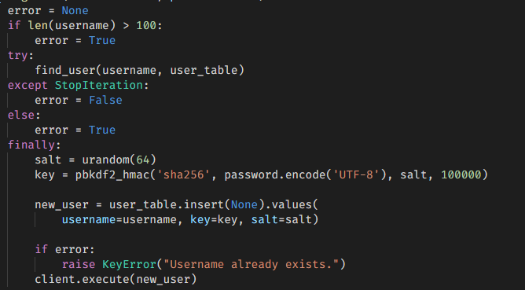 error = None
if len(username) > 100:
error = True
try:
find_user(username, user_table)
except StopIteration:
error = False
else:
error = True
finally:
salt = urandom(64)
key = pbkdf2_hmac('sha256', password.encode('UTF-8'), salt, 100000)
new_user = user_table.insert(None).values(
username=username, key=key, salt=salt)
if error:
raise KeyError("Username already exists.")
client.execute(new_user)